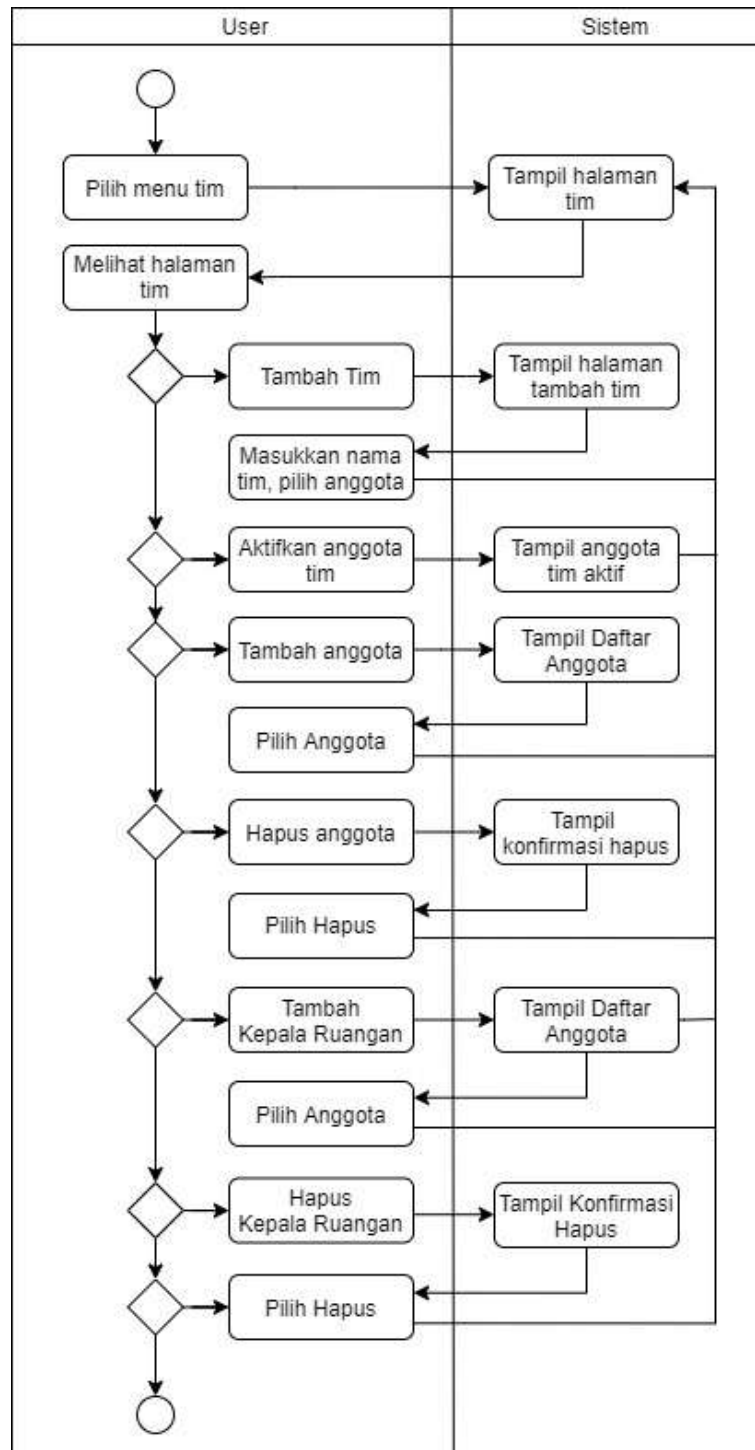 User
Sistem
Pilih menu tim
Tampil halaman
tim
Melihat halaman
tim
Tambah Tim
Tampil halaman
tambah tim
Masukkan nama
tim, pilih anggota
Aktifkan anggota
tim
Tampil anggota
tim aktif
Tambah anggota
Tampil Daftar
Anggota
Pilih Anggota
Hapus anggota
Tampil
konfirmasi hapus
Pilih Hapus
Tambah
Kepala Ruangan
Tampil Daftar
Anggota
Pilih Anggota
Hapus
Kepala Ruangan
Tampil Konfirmasi
Hapus
Pilih Hapus